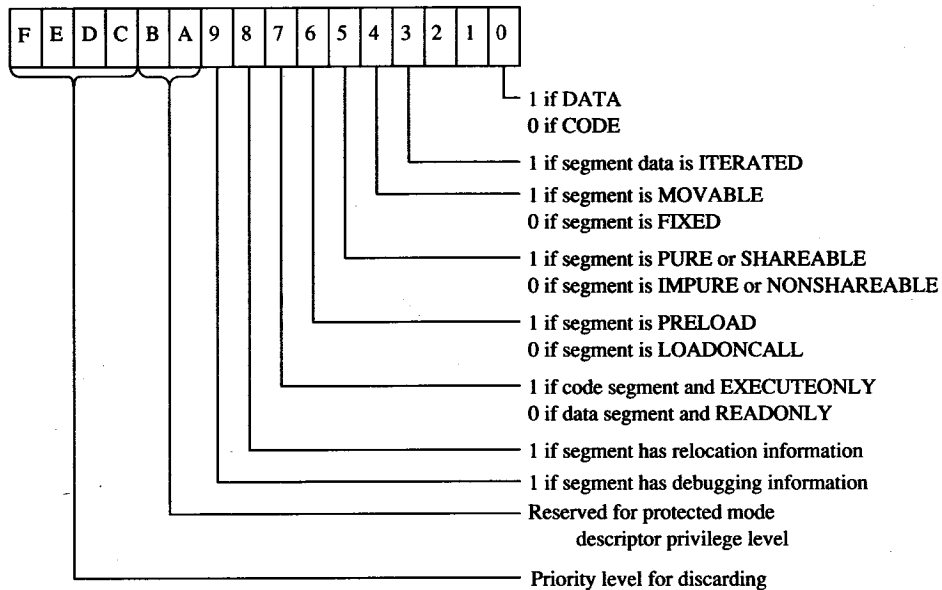 F E D C B A 9 8 7 6 5 4 3 2 1 0
1 if DATA
0 if CODE
1 if segment data is ITERATED
1 if segment is MOVABLE
0 if segment is FIXED
1 if segment is PURE or SHAREABLE
0 if segment is IMPURE or NONSHAREABLE
1 if segment is PRELOAD
0 if segment is LOADONCALL
1 if code segment and EXECUTEONLY
0 if data segment and READONLY
1 if segment has relocation information
1 if segment has debugging information
Reserved for protected mode
descriptor privilege level
Priority level for discarding